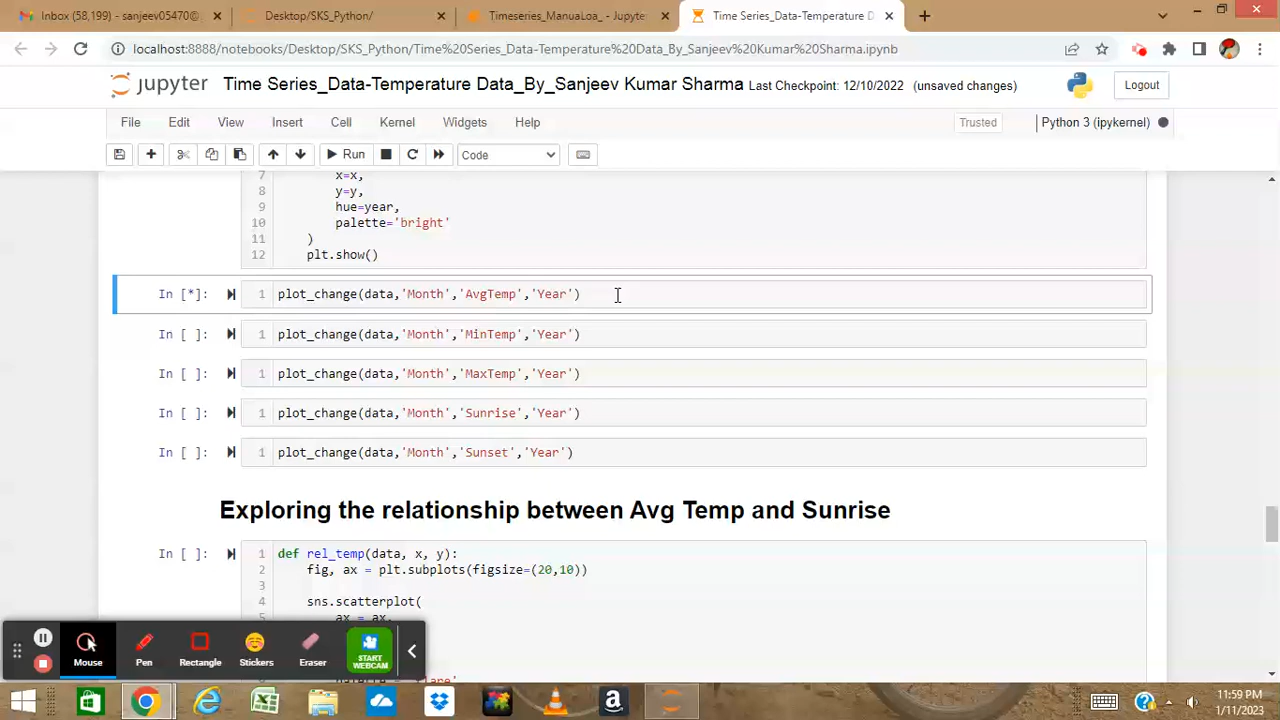 Inbox (58,199) - sanjeev05470@
Desktop/SKS_Python/
Timeseries_ManuaLoa_ - Jupyte
Time Series_Data-Temperature D
localhost:8888/notebooks/Desktop/SKS_Python/Time%20Series_Data-Temperature%20Data_By_Sanjeev%20Kumar%20Sharma.ipynb
jupyter Time Series_Data-Temperature Data_By_Sanjeev Kumar Sharma Last Checkpoint: 12/10/2022 (unsaved changes) Logout
File Edit View Insert Cell Kernel Widgets Help Trusted Python 3 (ipykernel)
Run Code
7 x=x,
8 y=y,
9 hue=year,
10 palette='bright'
11 )
12 plt.show()
In [*]: 1 plot_change(data,'Month','AvgTemp','Year')
In [ ]: 1 plot_change(data,'Month','MinTemp','Year')
In [ ]: 1 plot_change(data,'Month','MaxTemp','Year')
In [ ]: 1 plot_change(data,'Month','Sunrise','Year')
In [ ]: 1 plot_change(data,'Month','Sunset','Year')
Exploring the relationship between Avg Temp and Sunrise
In [ ]: 1 def rel_temp(data, x, y):
2 fig, ax = plt.subplots(figsize=(20,10))
3
4 sns.scatterplot(
5 ax = ax,
Mouse Pen Rectangle Stickers Eraser START WEBCAM
11:59 PM
1/11/2023